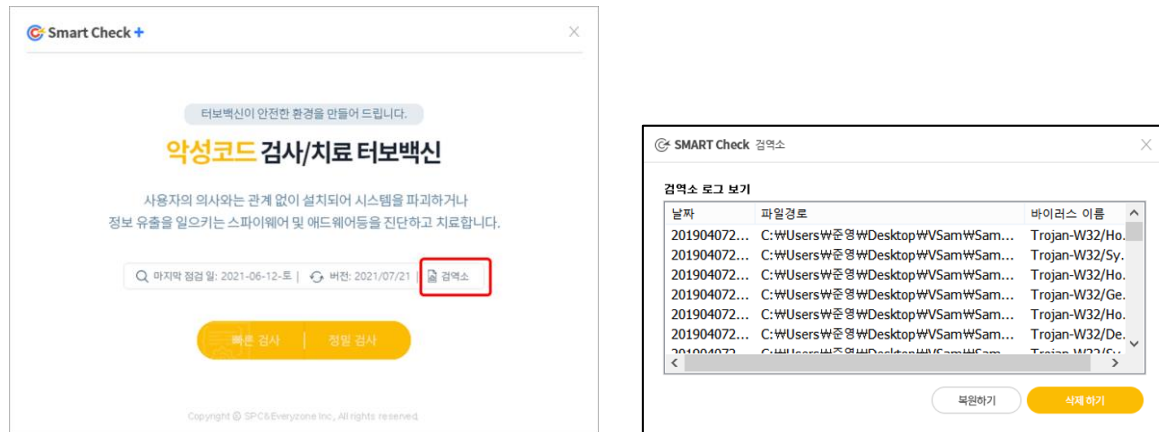 Smart Check +
터보백신이 안전한 환경을 만들어 드립니다.
악성코드 검사/치료 터보백신
사용자의 의사와는 관계 없이 설치되어 시스템을 파괴하거나
정보 유출을 일으키는 스파이웨어 및 애드웨어등을 진단하고 치료합니다.
마지막 점검 일: 2021-06-12-토 | 버전: 2021/07/21 | 검역소
빠른 검사 | 정밀 검사
Copyright © SPC&Everyzone Inc., All rights reserved.
SMART Check 검역소
검역소 로그 보기
날짜 파일경로 바이러스 이름
201904072... C:₩Users₩준영₩Desktop₩VSam₩Sam... Trojan-W32/Ho.
201904072... C:₩Users₩준영₩Desktop₩VSam₩Sam... Trojan-W32/Sy.
201904072... C:₩Users₩준영₩Desktop₩VSam₩Sam... Trojan-W32/Ho.
201904072... C:₩Users₩준영₩Desktop₩VSam₩Sam... Trojan-W32/Ge.
201904072... C:₩Users₩준영₩Desktop₩VSam₩Sam... Trojan-W32/Ho.
201904072... C:₩Users₩준영₩Desktop₩VSam₩Sam... Trojan-W32/De.
복원하기 삭제 하기